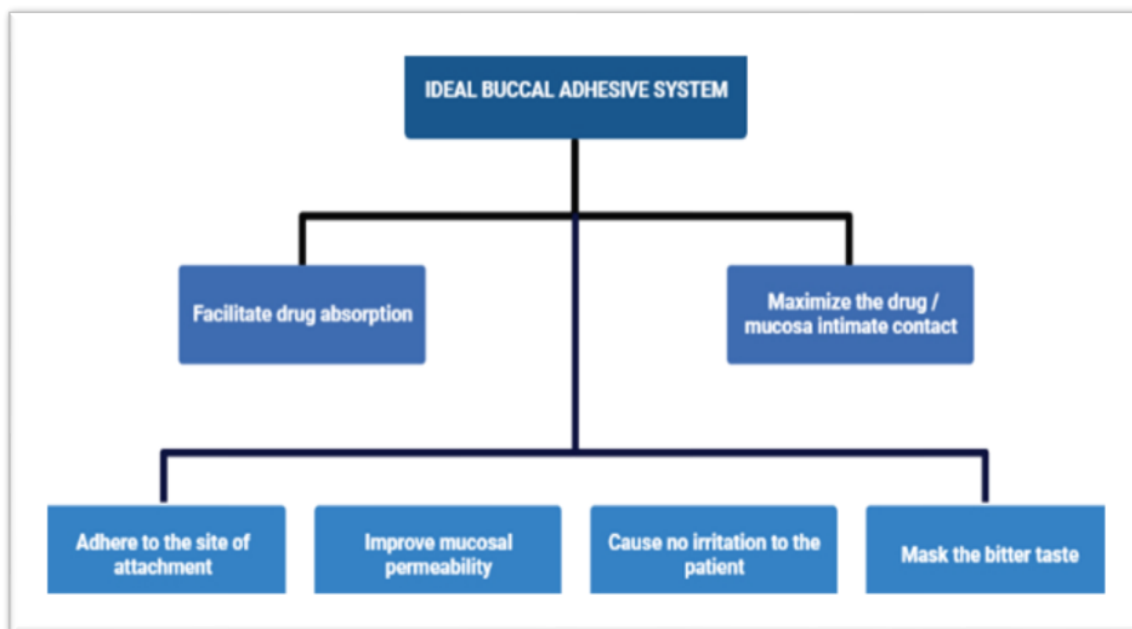 IDEAL BUCCAL ADHESIVE SYSTEM
Facilitate drug absorption
Maximize the drug /
mucosa intimate contact
Adhere to the site of
attachment
Improve mucosal
permeability
Cause no irritation to the
patient
Mask the bitter taste